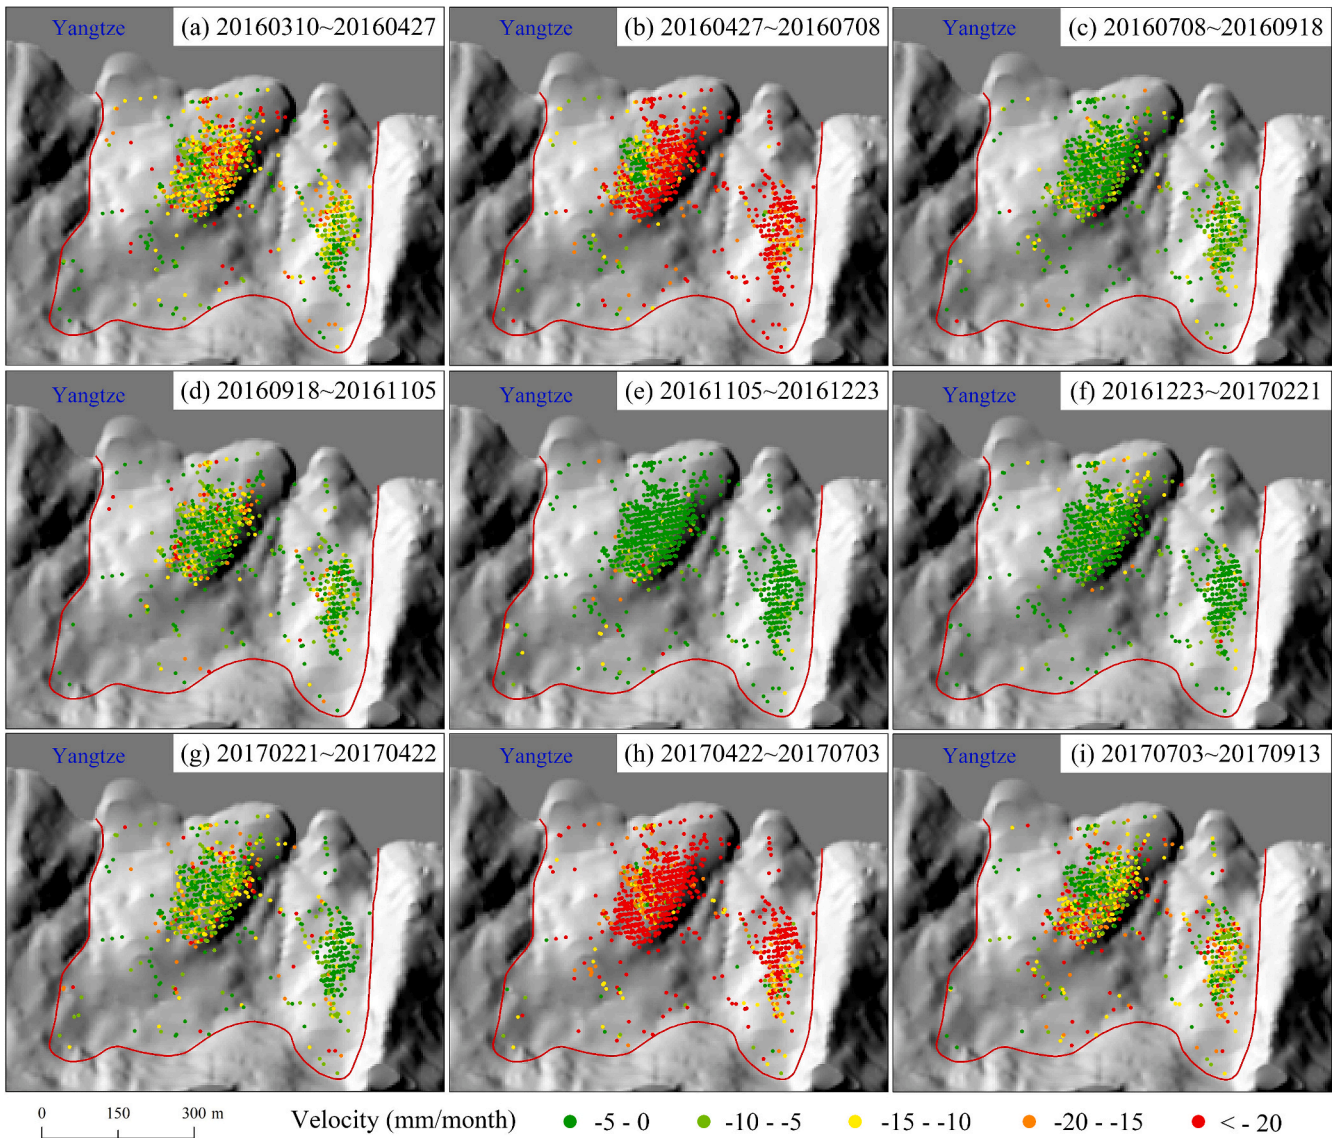 Yangtze (a) 20160310~20160427
Yangtze (b) 20160427~20160708
Yangtze (c) 20160708~20160918
Yangtze (d) 20160918~20161105
Yangtze (e) 20161105~20161223
Yangtze (f) 20161223~20170221
Yangtze (g) 20170221~20170422
Yangtze (h) 20170422~20170703
Yangtze (i) 20170703~20170913
0 150 300 m
Velocity (mm/month) -5 - 0 -10 - -5 -15 - -10 -20 - -15 < - 20